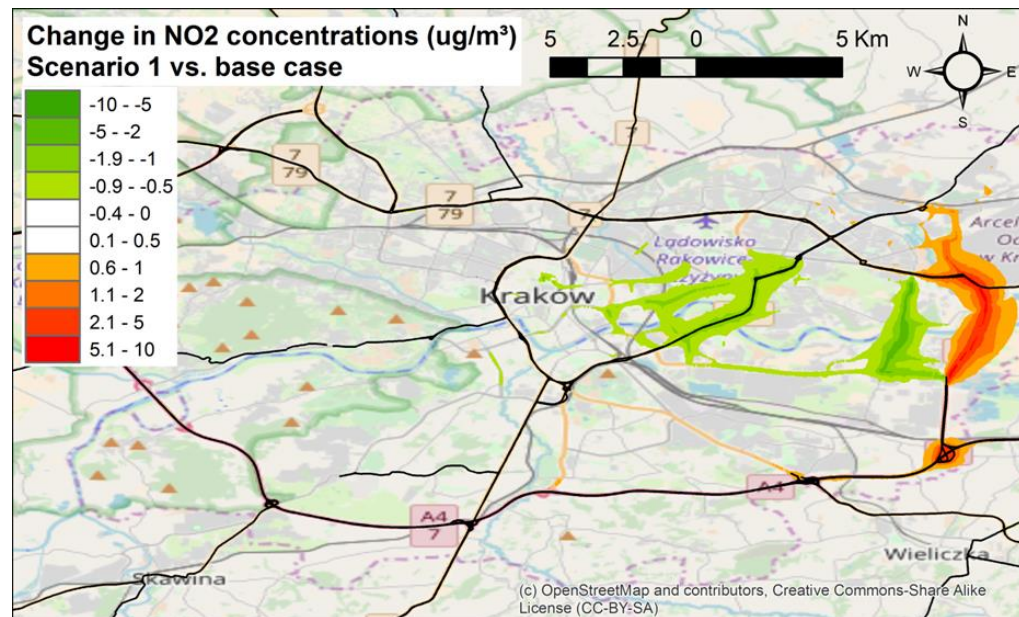 Change in NO2 concentrations (ug/m³)
Scenario 1 vs. base case
-10 - -5
-5 - -2
-1.9 - -1
-0.9 - -0.5
-0.4 - 0
0.1 - 0.5
0.6 - 1
1.1 - 2
2.1 - 5
5.1 - 10
5 2.5 0 5 Km
N
W E
S
7
7
79
7
79
7
Lądowisko
Rakowice
Kraków
A4
A4
7
Wieliczka
Skawina
(c) OpenStreetMap and contributors, Creative Commons-Share Alike
License (CC-BY-SA)